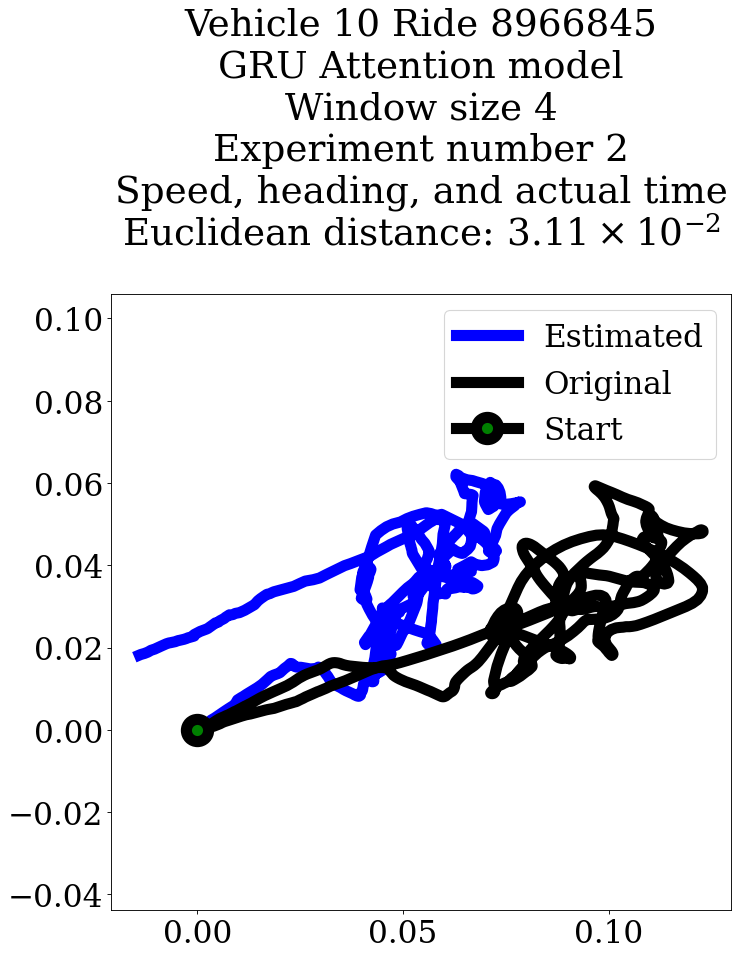 Vehicle 10 Ride 8966845
GRU Attention model
Window size 4
Experiment number 2
Speed, heading, and actual time
Euclidean distance: 3.11 × 10⁻²
Estimated
Original
Start
0.10
0.08
0.06
0.04
0.02
0.00
−0.02
−0.04
0.00 0.05 0.10